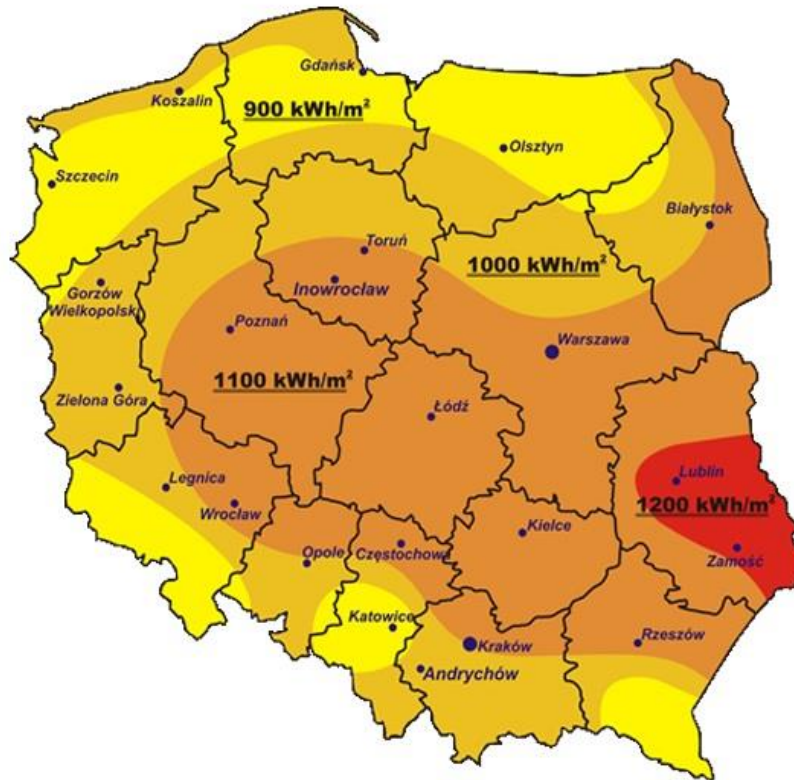 Gdańsk
Koszalin
900 kWh/m²
Olsztyn
Szczecin
Białystok
Toruń
1000 kWh/m²
Inowrocław
Gorzów
Wielkopolski
Poznań
Warszawa
1100 kWh/m²
Zielona Góra
Łódź
Lublin
Legnica
1200 kWh/m²
Wrocław
Kielce
Opole
Częstochowa
Zamość
Katowice
Kraków
Rzeszów
Andrychów